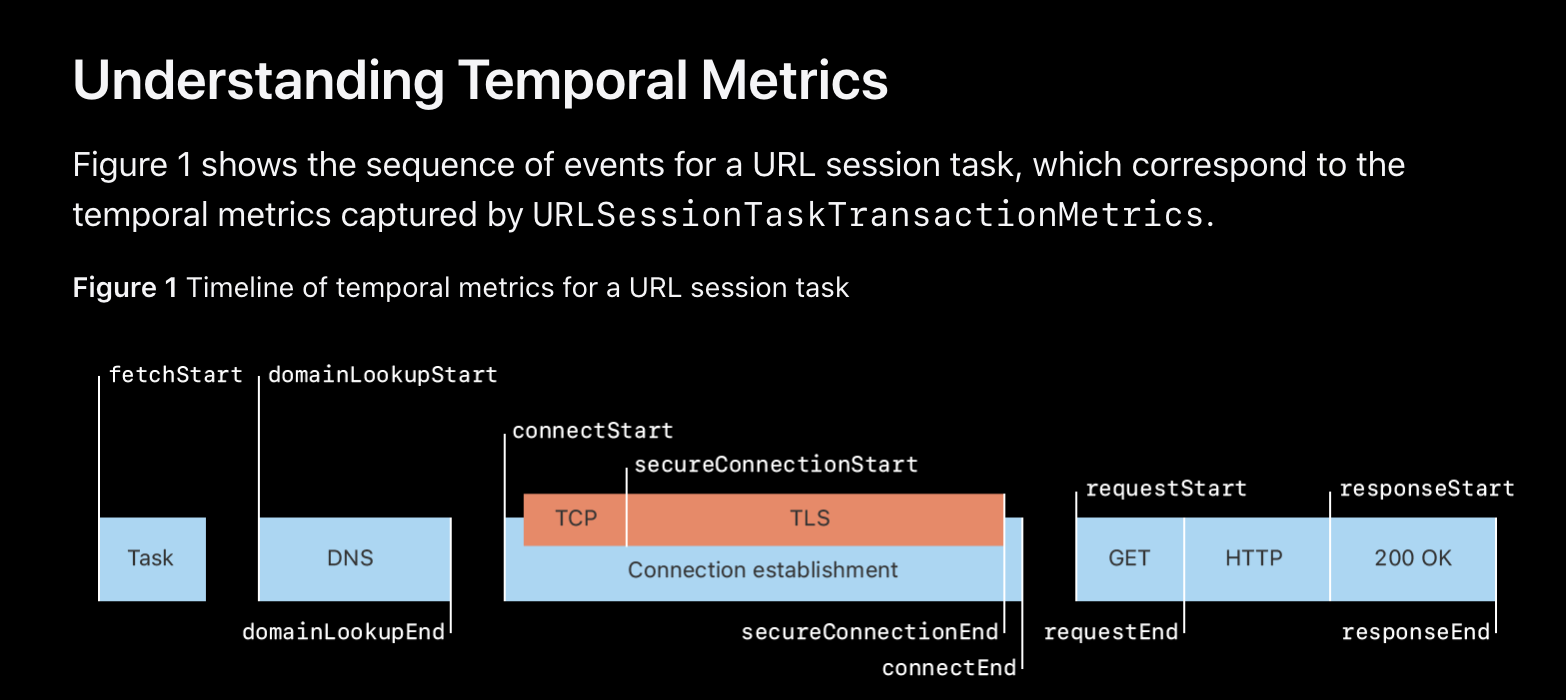 Understanding Temporal Metrics
Figure 1 shows the sequence of events for a URL session task, which correspond to the
temporal metrics captured by URLSessionTaskTransactionMetrics.
Figure 1 Timeline of temporal metrics for a URL session task
fetchStart domainLookupStart
connectStart
secureConnectionStart
requestStart responseStart
TCP TLS
Task DNS GET HTTP 200 OK
Connection establishment
domainLookupEnd secureConnectionEnd requestEnd responseEnd
connectEnd